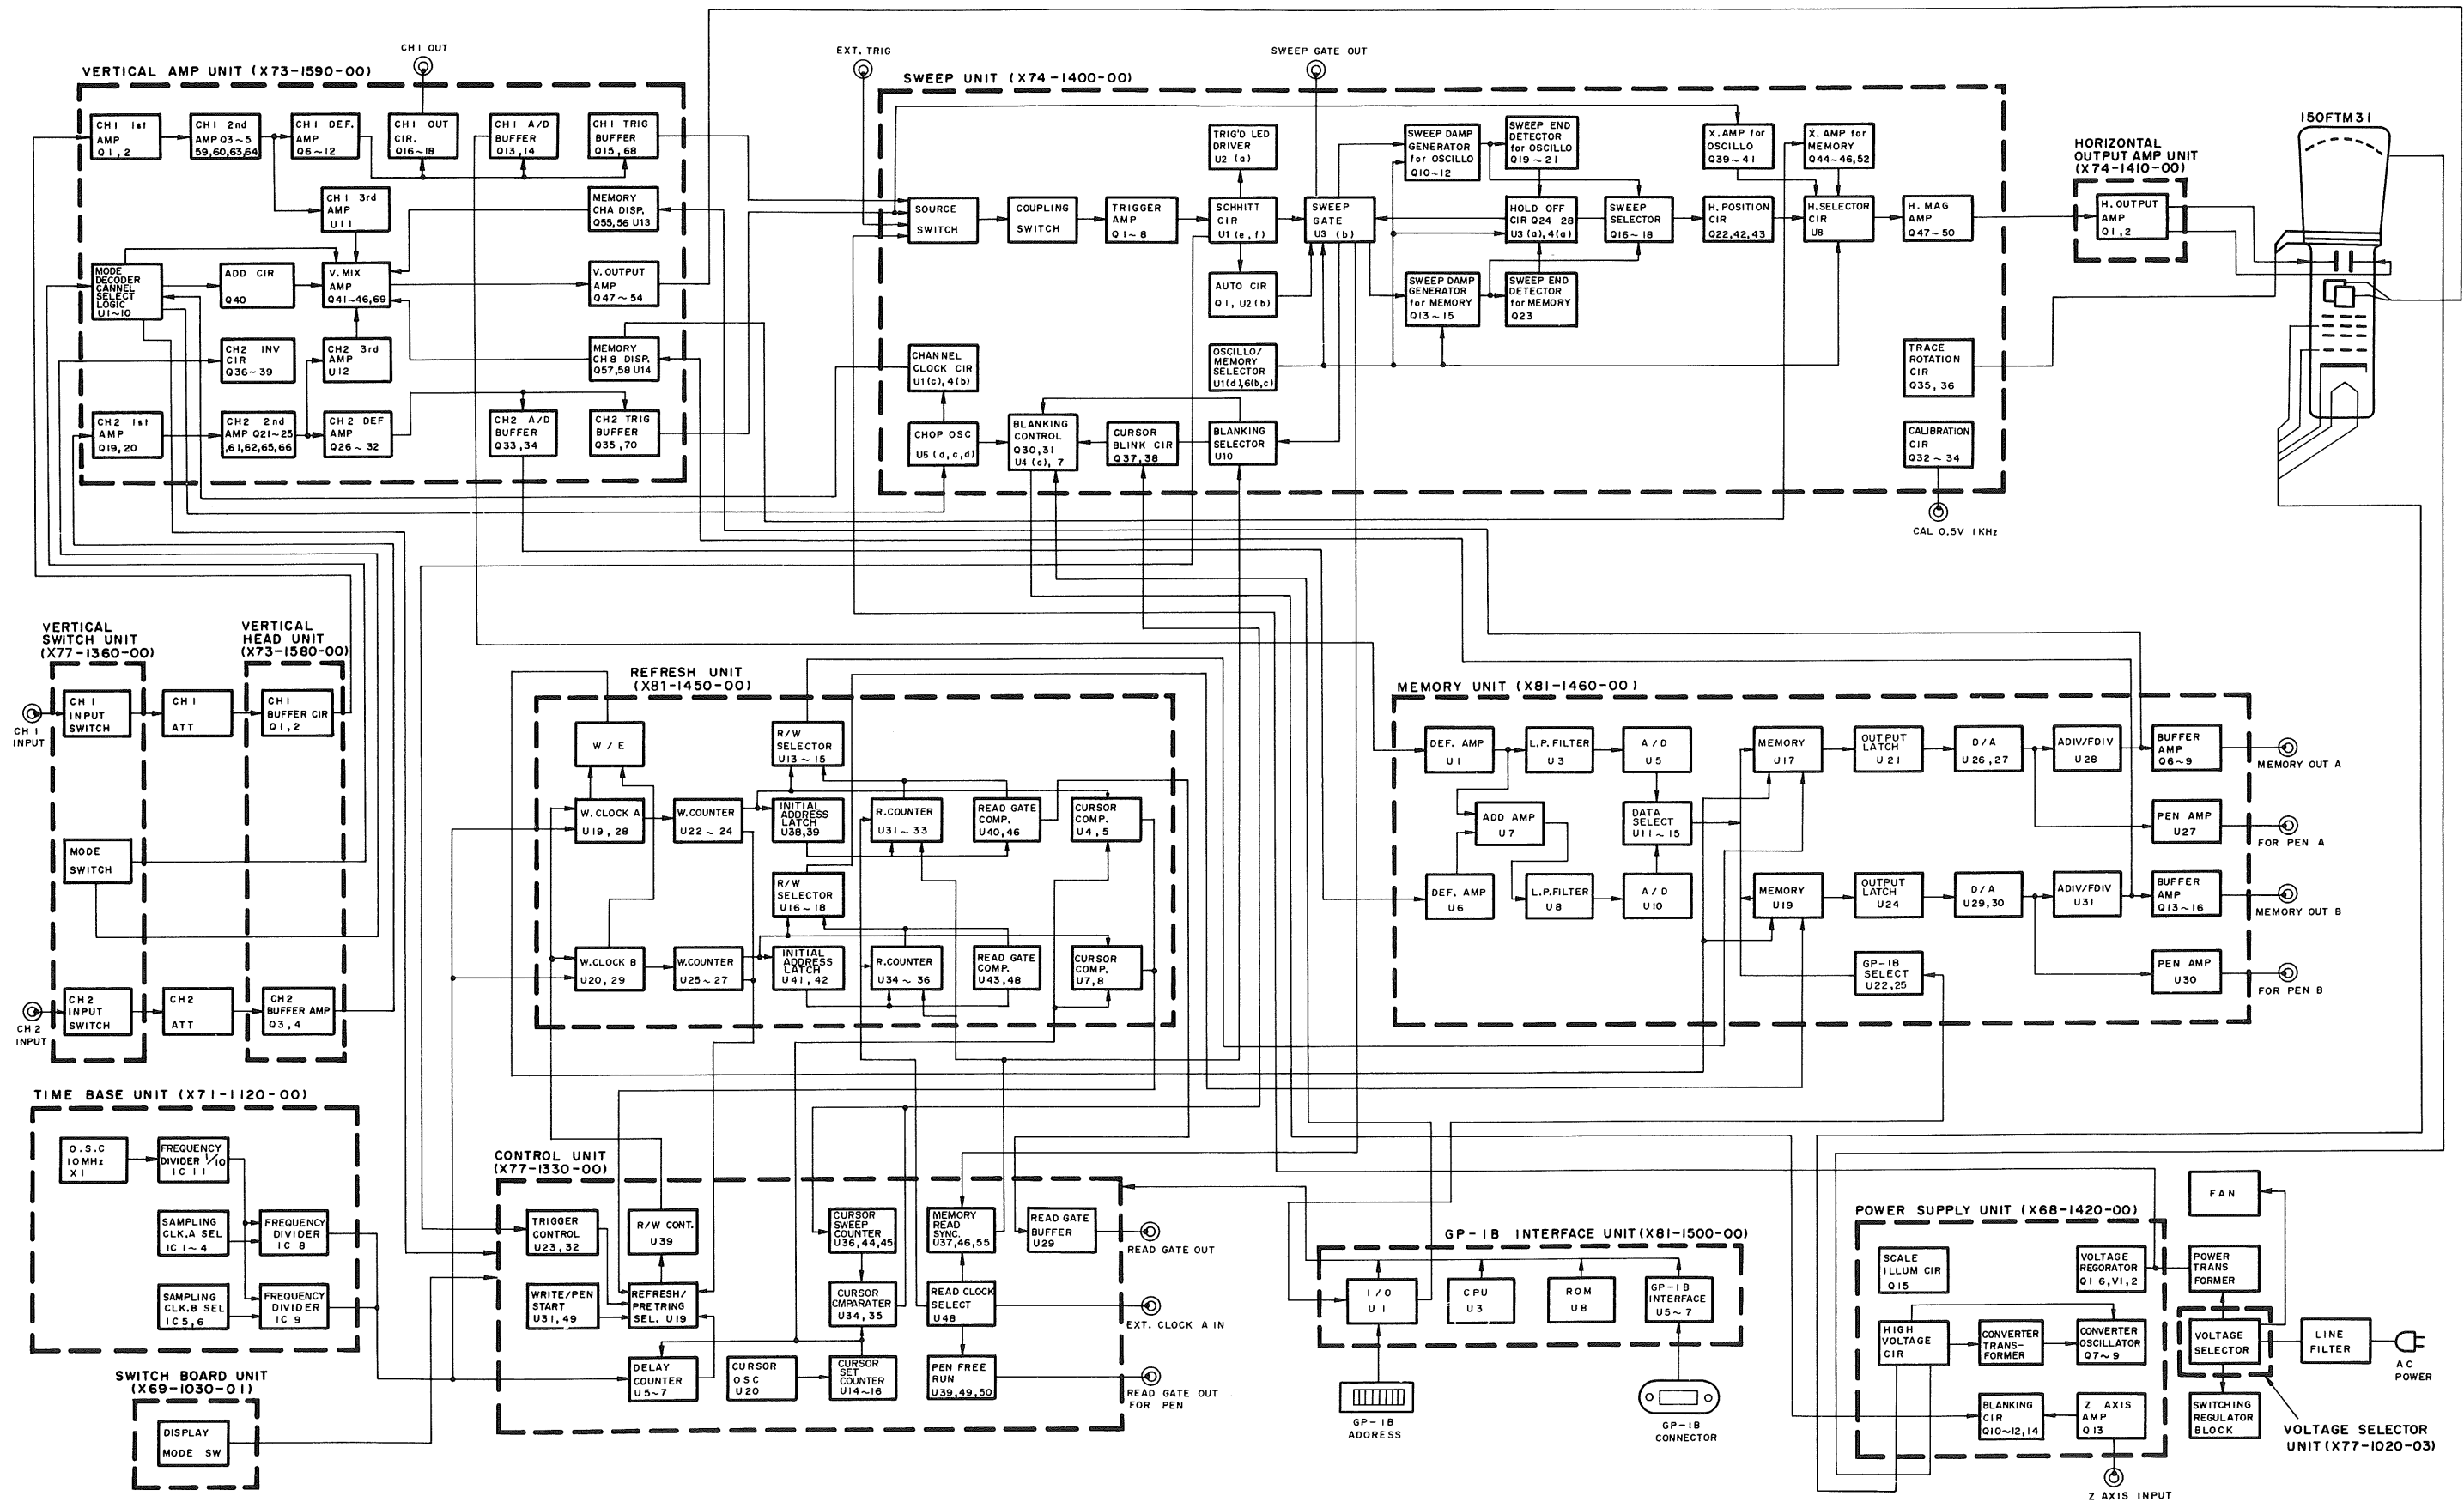 CH1 OUT
VERTICAL AMP UNIT (X73-1590-00)
CH1 1st
AMP
Q1,2
CH1 2nd
AMP Q3~5
59,60,63,64
CH1 DEF.
AMP
Q6~12
CH1 OUT
CIR.
Q16~18
CH1 A/D
BUFFER
Q13,14
CH1 TRIG
BUFFER
Q15,68
CH1 3rd
AMP
U11
MEMORY
CHA DISP.
Q55,56 U13
MODE
DECODER
CANNEL
SELECT
LOGIC
U1~10
ADD CIR
Q40
V.MIX
AMP
Q41~46,69
V.OUTPUT
AMP
Q47~54
CH2 INV
CIR
Q36~39
CH2 3rd
AMP
U12
MEMORY
CH8 DISP.
Q57,58 U14
CH2 1st
AMP
Q19,20
CH2 2nd
AMP Q21~25
,61,62,65,66
CH2 DEF
AMP
Q26~32
CH2 A/D
BUFFER
Q33,34
CH2 TRIG
BUFFER
Q35,70
EXT. TRIG
SWEEP GATE OUT
SWEEP UNIT (X74-1400-00)
SOURCE
SWITCH
COUPLING
SWITCH
TRIGGER
AMP
Q1~8
TRIG'D LED
DRIVER
U2 (a)
SCHHITT
CIR
U1(e,f)
AUTO CIR
Q1, U2(b)
SWEEP
GATE
U3 (b)
SWEEP DAMP
GENERATOR
for OSCILLO
Q10~12
SWEEP END
DETECTOR
for OSCILLO
Q19~21
HOLD OFF
CIR Q24 28
U3(a),4(a)
SWEEP
SELECTOR
Q16~18
SWEEP DAMP
GENERATOR
for MEMORY
Q13~15
SWEEP END
DETECTOR
for MEMORY
Q23
X.AMP for
OSCILLO
Q39~41
X.AMP for
MEMORY
Q44~46,52
H.POSITION
CIR
Q22,42,43
H.SELECTOR
CIR
U8
H. MAG
AMP
Q47~50
CHANNEL
CLOCK CIR
U1(c),4(b)
OSCILLO/
MEMORY
SELECTOR
U1(d),6(b,c)
CHOP OSC
U5 (a,c,d)
BLANKING
CONTROL
Q30,31
U4 (c), 7
CURSOR
BLINK CIR
Q37,38
BLANKING
SELECTOR
U10
TRACE
ROTATION
CIR
Q35,36
CALIBRATION
CIR
Q32~34
CAL 0.5V 1KHz
HORIZONTAL
OUTPUT AMP UNIT
(X74-1410-00)
H.OUTPUT
AMP
Q1,2
150FTM31
VERTICAL
SWITCH UNIT
(X77-1360-00)
VERTICAL
HEAD UNIT
(X73-1580-00)
CH1
INPUT
CH1
INPUT
SWITCH
CH1
ATT
CH1
BUFFER CIR
Q1,2
MODE
SWITCH
CH2
INPUT
CH2
INPUT
SWITCH
CH2
ATT
CH2
BUFFER AMP
Q3,4
REFRESH UNIT
(X81-1450-00)
W/E
R/W
SELECTOR
U13~15
W.CLOCK A
U19,28
W.COUNTER
U22~24
INITIAL
ADDRESS
LATCH
U38,39
R.COUNTER
U31~33
READ GATE
COMP.
U40,46
CURSOR
COMP.
U4,5
R/W
SELECTOR
U16~18
W.CLOCK B
U20,29
W.COUNTER
U25~27
INITIAL
ADDRESS
LATCH
U41,42
R.COUNTER
U34~36
READ GATE
COMP.
U43,48
CURSOR
COMP.
U7,8
MEMORY UNIT (X81-1460-00)
DEF. AMP
U1
L.P.FILTER
U3
A/D
U5
MEMORY
U17
OUTPUT
LATCH
U21
D/A
U26,27
ADIV/FDIV
U28
BUFFER
AMP
Q6~9
MEMORY OUT A
ADD AMP
U7
DATA
SELECT
U11~15
PEN AMP
U27
FOR PEN A
DEF. AMP
U6
L.P.FILTER
U8
A/D
U10
MEMORY
U19
OUTPUT
LATCH
U24
D/A
U29,30
ADIV/FDIV
U31
BUFFER
AMP
Q13~16
MEMORY OUT B
GP-1B
SELECT
U22,25
PEN AMP
U30
FOR PEN B
TIME BASE UNIT (X71-1120-00)
O.S.C
10MHz
X1
FREQUENCY
DIVIDER 1/10
IC 11
SAMPLING
CLK.A SEL
IC1~4
FREQUENCY
DIVIDER
IC 8
SAMPLING
CLK.B SEL
IC5,6
FREQUENCY
DIVIDER
IC 9
SWITCH BOARD UNIT
(X69-1030-01)
DISPLAY
MODE SW
CONTROL UNIT
(X77-1330-00)
TRIGGER
CONTROL
U23,32
R/W CONT.
U39
CURSOR
SWEEP
COUNTER
U36,44,45
MEMORY
READ
SYNC.
U37,46,55
READ GATE
BUFFER
U29
READ GATE OUT
WRITE/PEN
START
U31,49
REFRESH/
PRETRING
SEL. U19
CURSOR
CMPARATER
U34,35
READ CLOCK
SELECT
U48
EXT. CLOCK A IN
DELAY
COUNTER
U5~7
CURSOR
OSC
U20
CURSOR
SET
COUNTER
U14~16
PEN FREE
RUN
U39,49,50
READ GATE OUT
FOR PEN
GP-1B INTERFACE UNIT(X81-1500-00)
I/O
U1
CPU
U3
ROM
U8
GP-1B
INTERFACE
U5~7
GP-1B
ADDRESS
GP-1B
CONNECTOR
POWER SUPPLY UNIT (X68-1420-00)
SCALE
ILLUM CIR
Q15
VOLTAGE
REGORATOR
Q1 6,V1,2
HIGH
VOLTAGE
CIR
CONVERTER
TRANS-
FORMER
CONVERTER
OSCILLATOR
Q7~9
BLANKING
CIR
Q10~12,14
Z AXIS
AMP
Q13
Z AXIS INPUT
FAN
POWER
TRANS
FORMER
VOLTAGE
SELECTOR
LINE
FILTER
AC
POWER
SWITCHING
REGULATOR
BLOCK
VOLTAGE SELECTOR
UNIT(X77-1020-03)